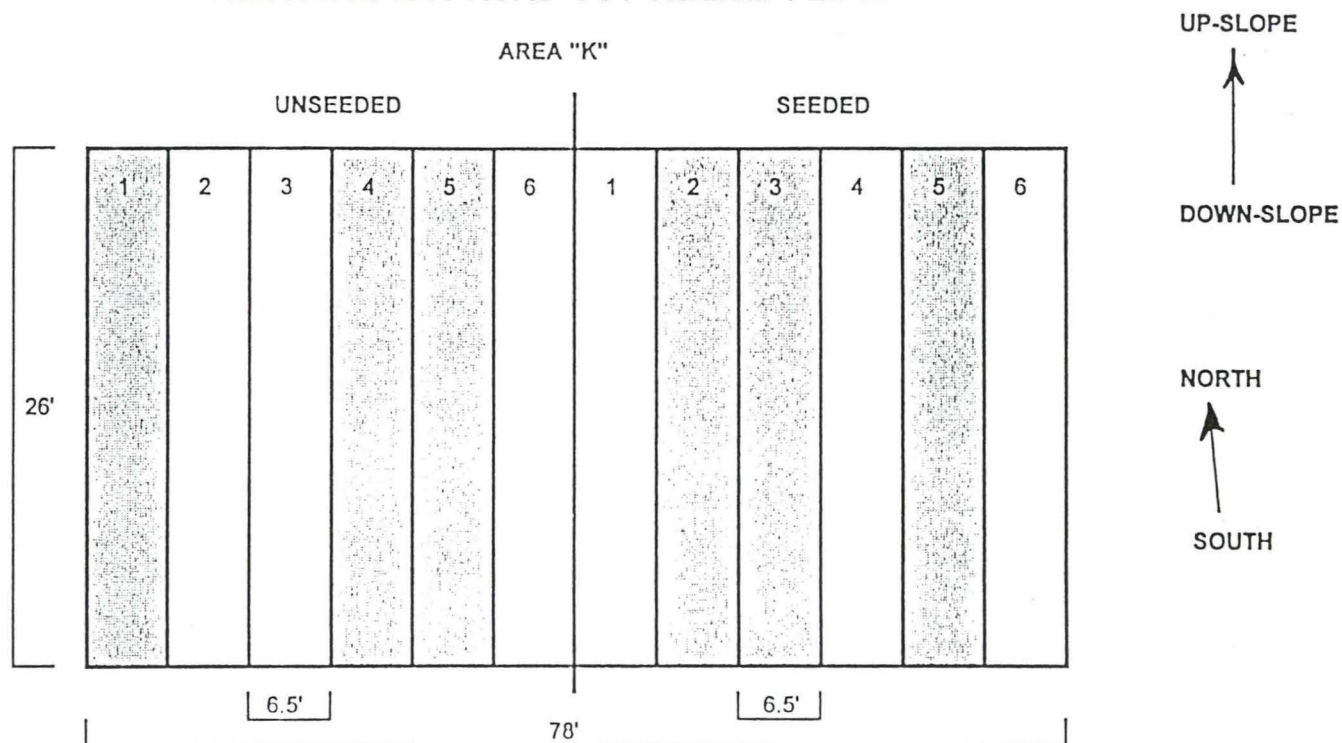 UP-SLOPE
AREA "K"
UNSEEDED SEEDED
1 2 3 4 5 6 1 2 3 4 5 6
DOWN-SLOPE
NORTH
26'
SOUTH
6.5' 6.5'
78'